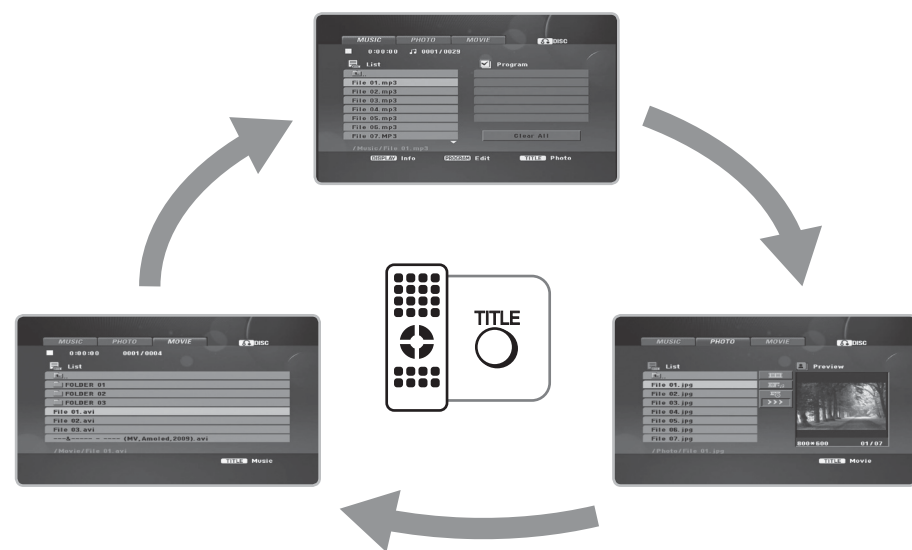 MUSIC PHOTO MOVIE DISC
0:00:00 0001/0029
List Program
File 01.mp3
File 02.mp3
File 03.mp3
File 04.mp3
File 05.mp3
File 06.mp3
File 07.MP3 Clear All
/Music/File 01.mp3
DISPLAY Info PROGRAM Edit TITLE Photo
TITLE
MUSIC PHOTO MOVIE DISC
0:00:00 0001/0004
List
FOLDER 01
FOLDER 02
FOLDER 03
File 01.avi
File 02.avi
File 03.avi
---&----- - ---- (MV,Amoled,2009).avi
/Movie/File 01.avi
TITLE Music
MUSIC PHOTO MOVIE DISC
List Preview
File 01.jpg
File 02.jpg
File 03.jpg
File 04.jpg
File 05.jpg
File 06.jpg
File 07.jpg
800×600 01/07
/Photo/File 01.jpg
TITLE Movie